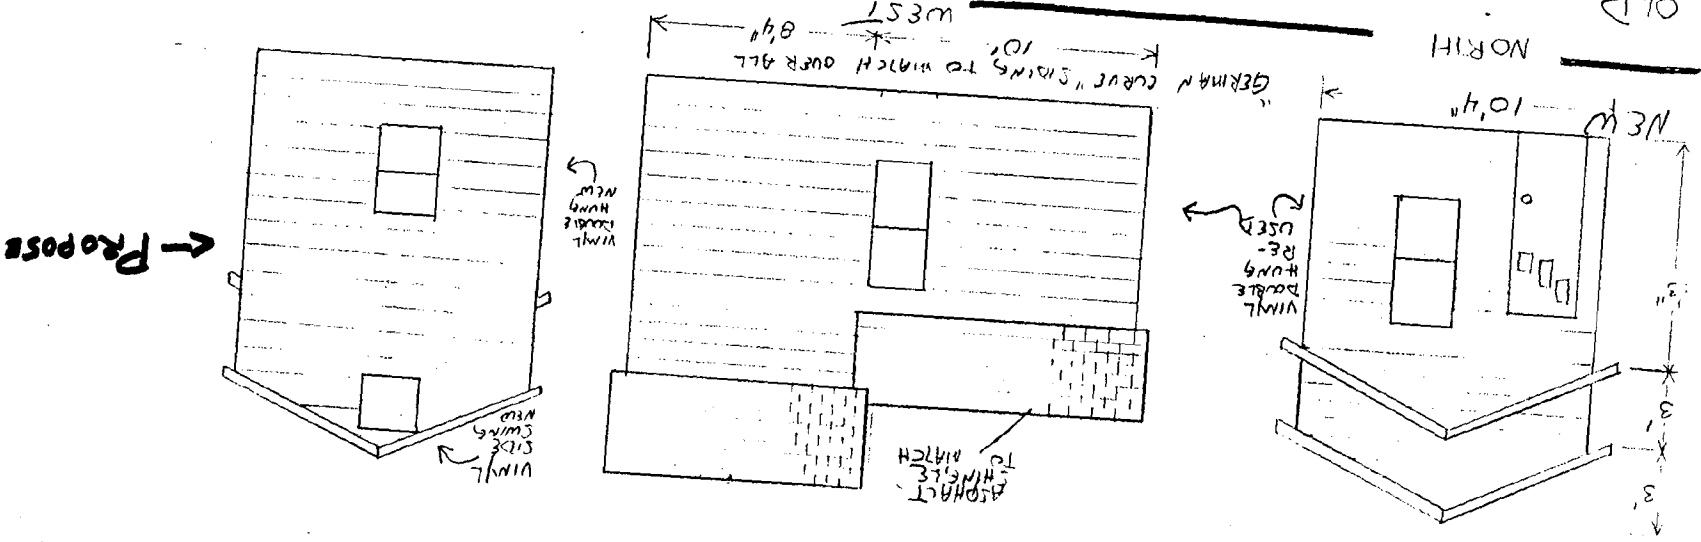 3'
ASPHALT
SHINGLE
TO MATCH
VINYL
SIDE
SWING
NEW
3'
VINYL
DOUBLE
HUNG
RE-
USED
VINYL
DOUBLE
HUNG
NEW
← PROPOSE
NEW
10'4"
"GERMAN CURVE" SIDING TO MATCH OVER ALL
10'
8'4"
NORTH
WEST
OLD